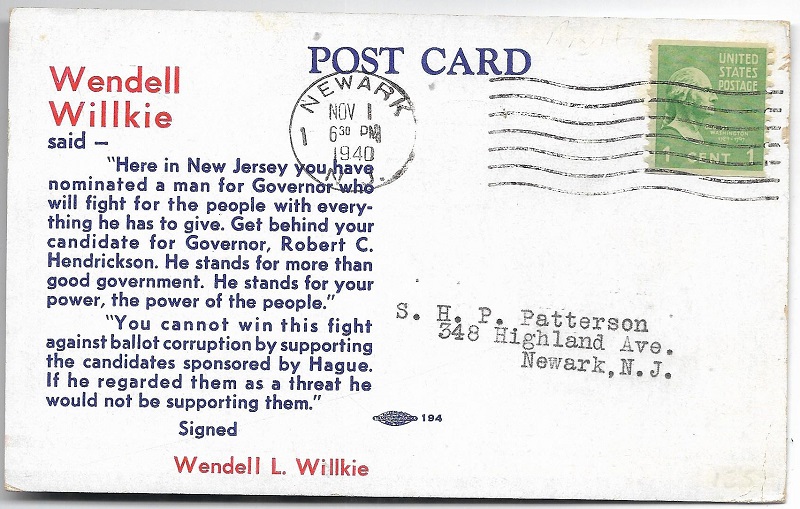 POST CARD
Wendell
Willkie
said –
"Here in New Jersey you have
nominated a man for Governor who
will fight for the people with every-
thing he has to give. Get behind your
candidate for Governor, Robert C.
Hendrickson. He stands for more than
good government. He stands for your
power, the power of the people."
"You cannot win this fight
against ballot corruption by supporting
the candidates sponsored by Hague.
If he regarded them as a threat he
would not be supporting them."
Signed
Wendell L. Willkie
194
NEWARK
NOV 1
1 6 30 PM
1940
N. J.
UNITED
STATES
POSTAGE
WASHINGTON
1 CENT 1
S. H. P. Patterson
348 Highland Ave.
Newark, N.J.
135